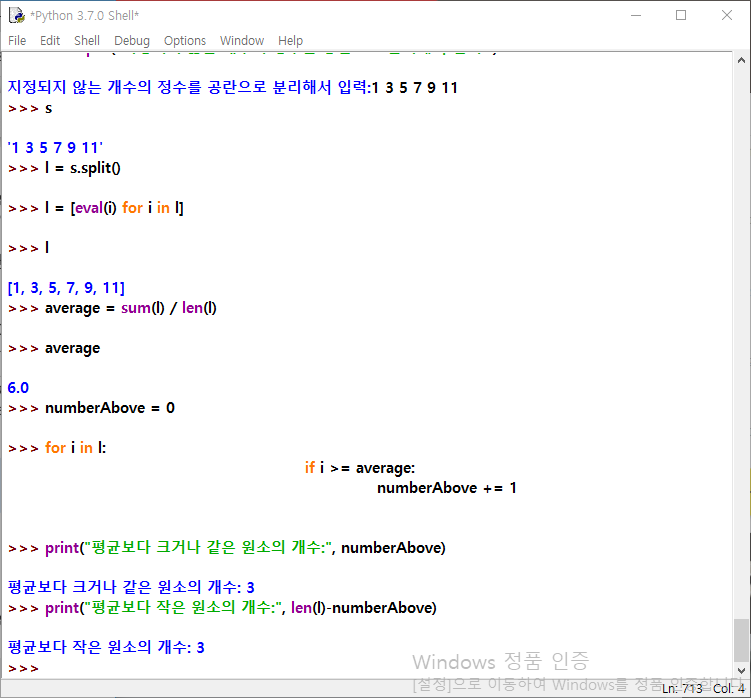 *Python 3.7.0 Shell*
File Edit Shell Debug Options Window Help
지정되지 않는 개수의 정수를 공란으로 분리해서 입력:1 3 5 7 9 11
>>> s
'1 3 5 7 9 11'
>>> l = s.split()
>>> l = [eval(i) for i in l]
>>> l
[1, 3, 5, 7, 9, 11]
>>> average = sum(l) / len(l)
>>> average
6.0
>>> numberAbove = 0
>>> for i in l:
if i >= average:
numberAbove += 1
>>> print("평균보다 크거나 같은 원소의 개수:", numberAbove)
평균보다 크거나 같은 원소의 개수: 3
>>> print("평균보다 작은 원소의 개수:", len(l)-numberAbove)
평균보다 작은 원소의 개수: 3
>>>
Windows 정품 인증
[설정]으로 이동하여 Windows를 정품 인증합니다.
Ln: 713 Col: 4